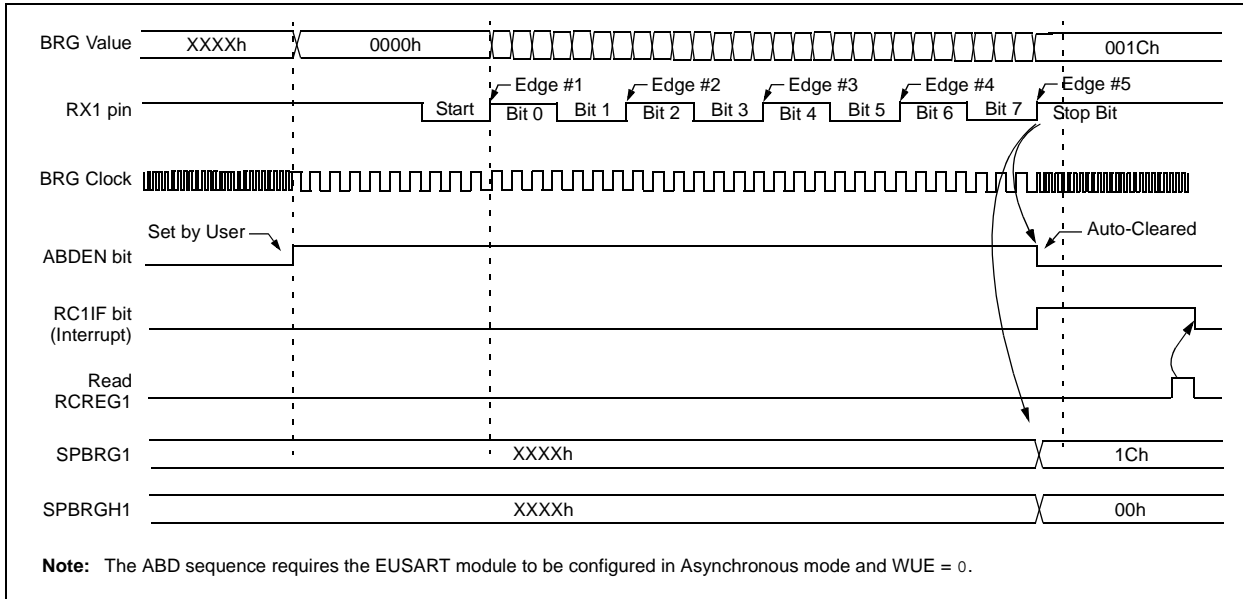 BRG Value XXXXh 0000h 001Ch
Edge #1 Edge #2 Edge #3 Edge #4 Edge #5
RX1 pin Start Bit 0 Bit 1 Bit 2 Bit 3 Bit 4 Bit 5 Bit 6 Bit 7 Stop Bit
BRG Clock
Set by User Auto-Cleared
ABDEN bit
RC1IF bit
(Interrupt)
Read
RCREG1
SPBRG1 XXXXh 1Ch
SPBRGH1 XXXXh 00h
Note: The ABD sequence requires the EUSART module to be configured in Asynchronous mode and WUE = 0.